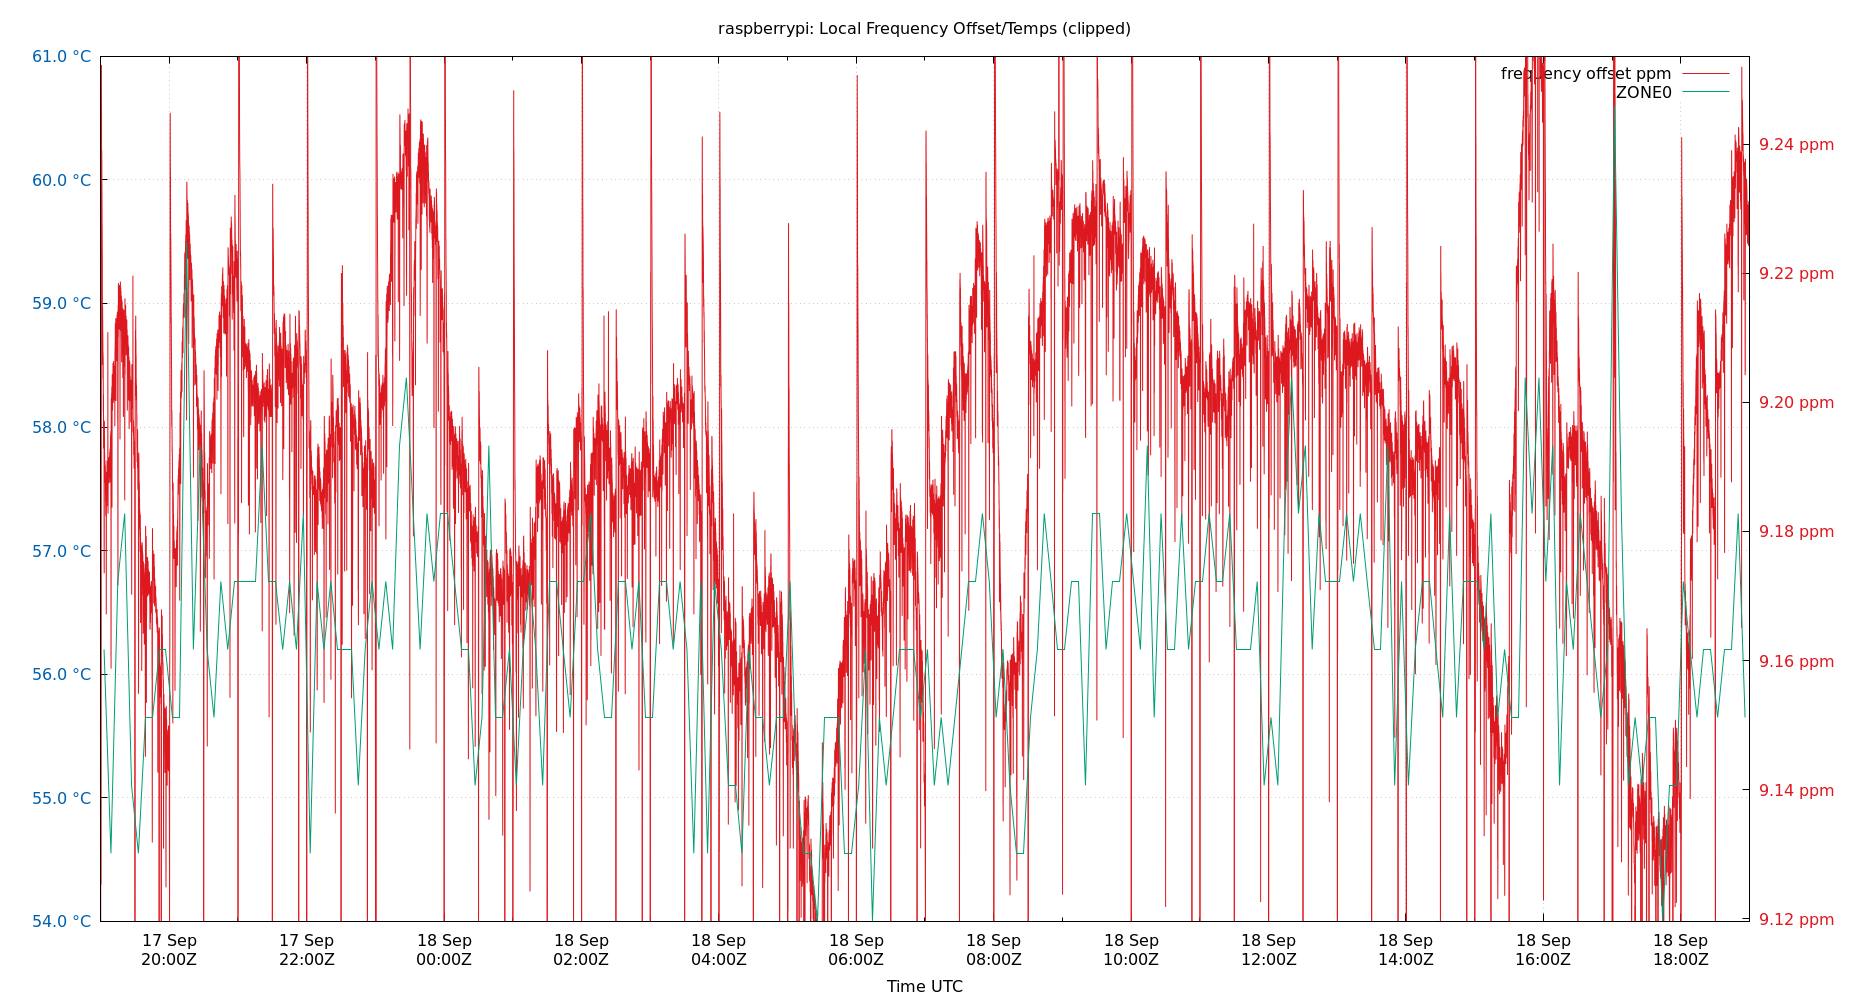 raspberrypi: Local Frequency Offset/Temps (clipped)
61.0 °C
60.0 °C
59.0 °C
58.0 °C
57.0 °C
56.0 °C
55.0 °C
54.0 °C
frequency offset ppm
ZONE0
9.24 ppm
9.22 ppm
9.20 ppm
9.18 ppm
9.16 ppm
9.14 ppm
9.12 ppm
17 Sep 17 Sep 18 Sep 18 Sep 18 Sep 18 Sep 18 Sep 18 Sep 18 Sep 18 Sep 18 Sep 18 Sep
20:00Z 22:00Z 00:00Z 02:00Z 04:00Z 06:00Z 08:00Z 10:00Z 12:00Z 14:00Z 16:00Z 18:00Z
Time UTC